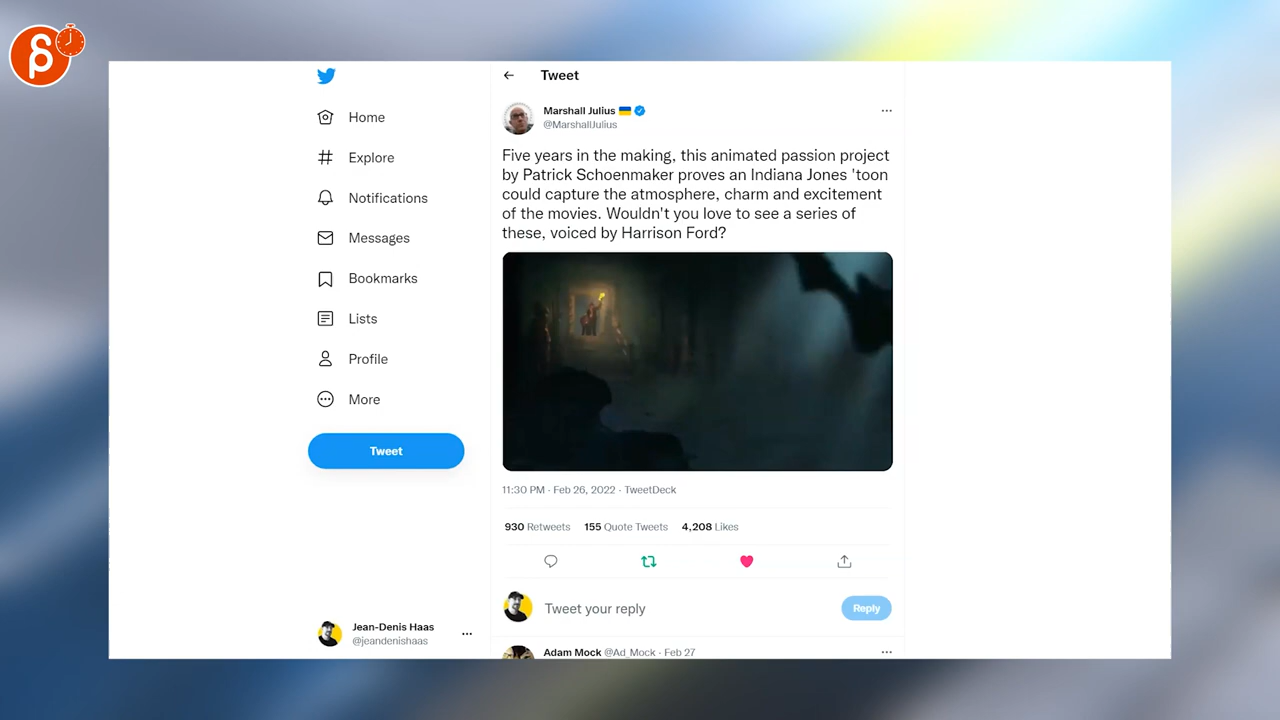 Tweet
Home
Explore
Notifications
Messages
Bookmarks
Lists
Profile
More
Tweet
Jean-Denis Haas
@jeandenishaas
Marshall Julius
@MarshallJulius
Five years in the making, this animated passion project
by Patrick Schoenmaker proves an Indiana Jones 'toon
could capture the atmosphere, charm and excitement
of the movies. Wouldn't you love to see a series of
these, voiced by Harrison Ford?
11:30 PM · Feb 26, 2022 · TweetDeck
930 Retweets 155 Quote Tweets 4,208 Likes
Tweet your reply
Reply
Adam Mock @Ad_Mock · Feb 27